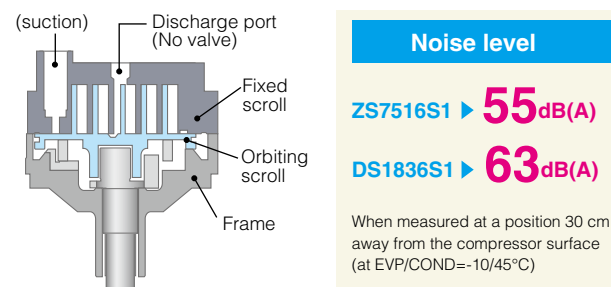 (suction)
Discharge port
(No valve)
Fixed
scroll
Orbiting
scroll
Frame
Noise level
ZS7516S1 ▶ 55dB(A)
DS1836S1 ▶ 63dB(A)
When measured at a position 30 cm
away from the compressor surface
(at EVP/COND=-10/45°C)